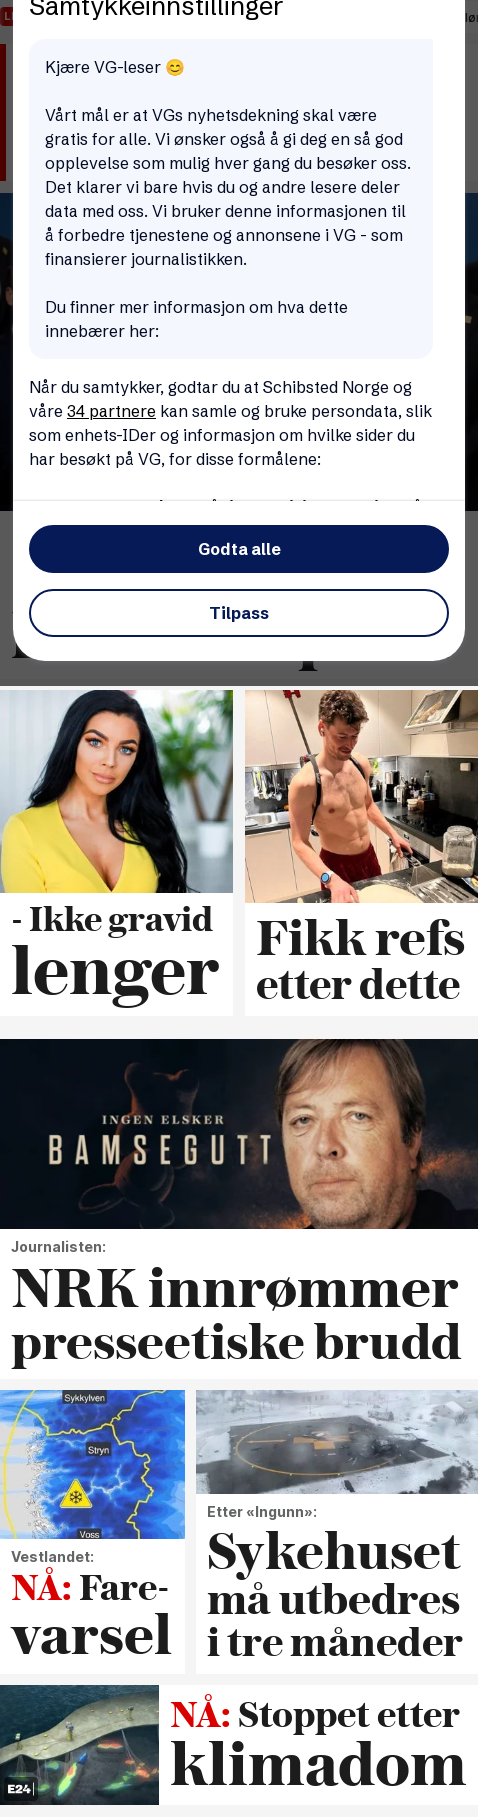 Samtykkeinnstillinger
Kjære VG-leser 😊
Vårt mål er at VGs nyhetsdekning skal være
gratis for alle. Vi ønsker også å gi deg en så god
opplevelse som mulig hver gang du besøker oss.
Det klarer vi bare hvis du og andre lesere deler
data med oss. Vi bruker denne informasjonen til
å forbedre tjenestene og annonsene i VG - som
finansierer journalistikken.
Du finner mer informasjon om hva dette
innebærer her:
Når du samtykker, godtar du at Schibsted Norge og
våre 34 partnere kan samle og bruke persondata, slik
som enhets-IDer og informasjon om hvilke sider du
har besøkt på VG, for disse formålene:
Godta alle
Tilpass
- Ikke gravid
lenger
Fikk refs
etter dette
INGEN ELSKER
BAMSEGUTT
Journalisten:
NRK innrømmer
presseetiske brudd
Sykkylven
Stryn
Voss
Vestlandet:
NÅ: Fare-
varsel
Etter «Ingunn»:
Sykehuset
må utbedres
i tre måneder
E24
NÅ: Stoppet etter
klimadom